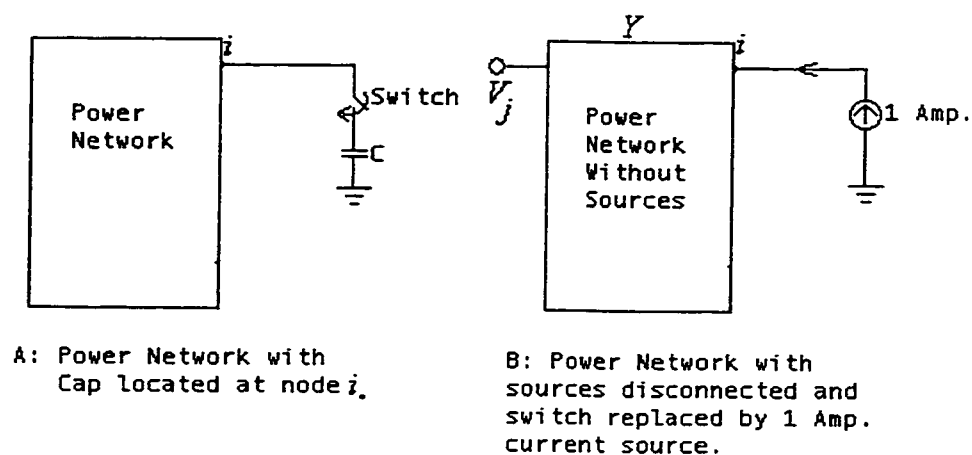 i
Power
Network
Switch
C
Y
i
V_j
Power
Network
Without
Sources
1 Amp.
A: Power Network with
Cap located at node i.
B: Power Network with
sources disconnected and
switch replaced by 1 Amp.
current source.